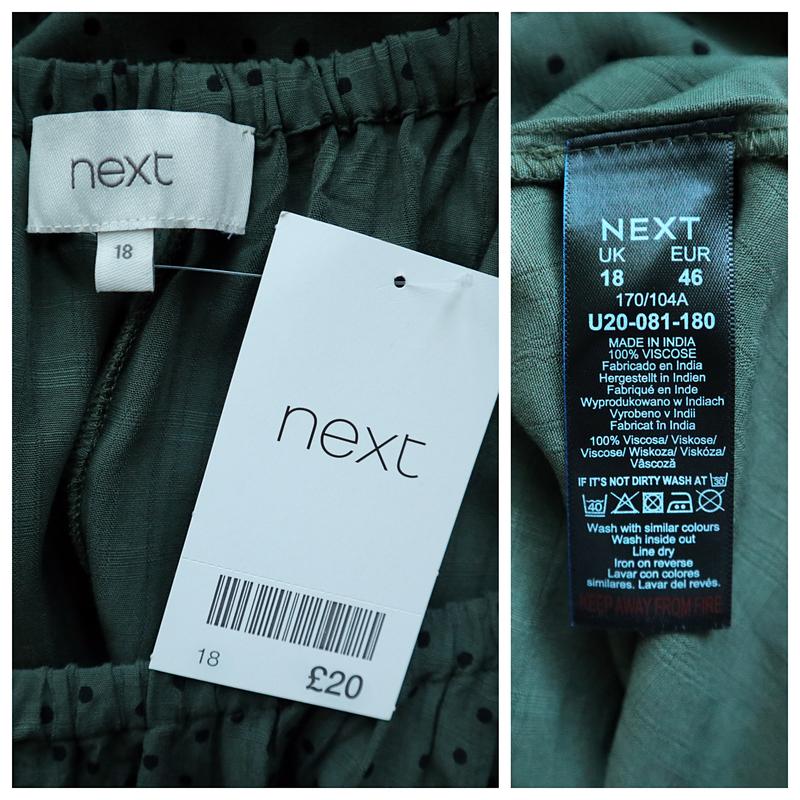 next
18
next
18
£20
NEXT
UK EUR
18 46
170/104A
U20-081-180
MADE IN INDIA
100% VISCOSE
Fabricado en India
Hergestellt in Indien
Fabriqué en Inde
Wyprodukowano w Indiach
Vyrobeno v Indii
Fabricat în India
100% Viscosa/ Viskose/
Viscose/ Wiskoza/ Viskóza/
Vâscoză
IF IT'S NOT DIRTY WASH AT 30
40
Wash with similar colours
Wash inside out
Line dry
Iron on reverse
Lavar con colores
similares. Lavar del revés.
KEEP AWAY FROM FIRE